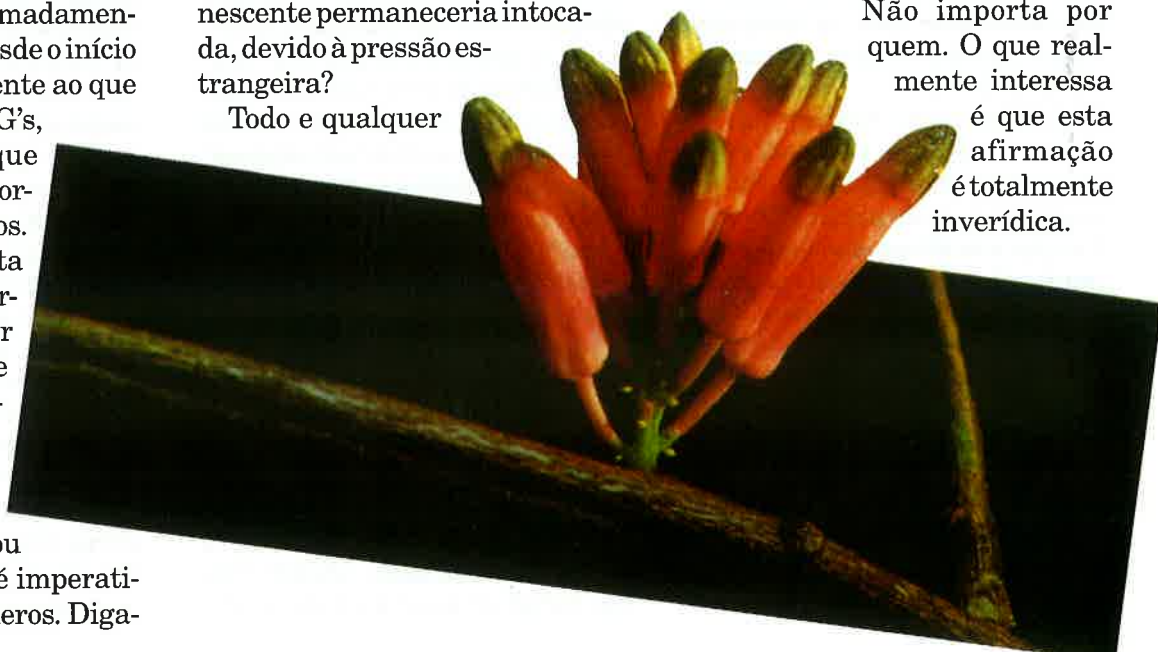 madamen-
sde o início
ente ao que
G's,
que
or-
os.
ta
r-
r
e
-
ou
é imperati-
eros. Diga-
nescente permaneceria intoca-
da, devido à pressão es-
trangeira?
Todo e qualquer
Não importa por
quem. O que real-
mente interessa
é que esta
afirmação
é totalmente
inverídica.